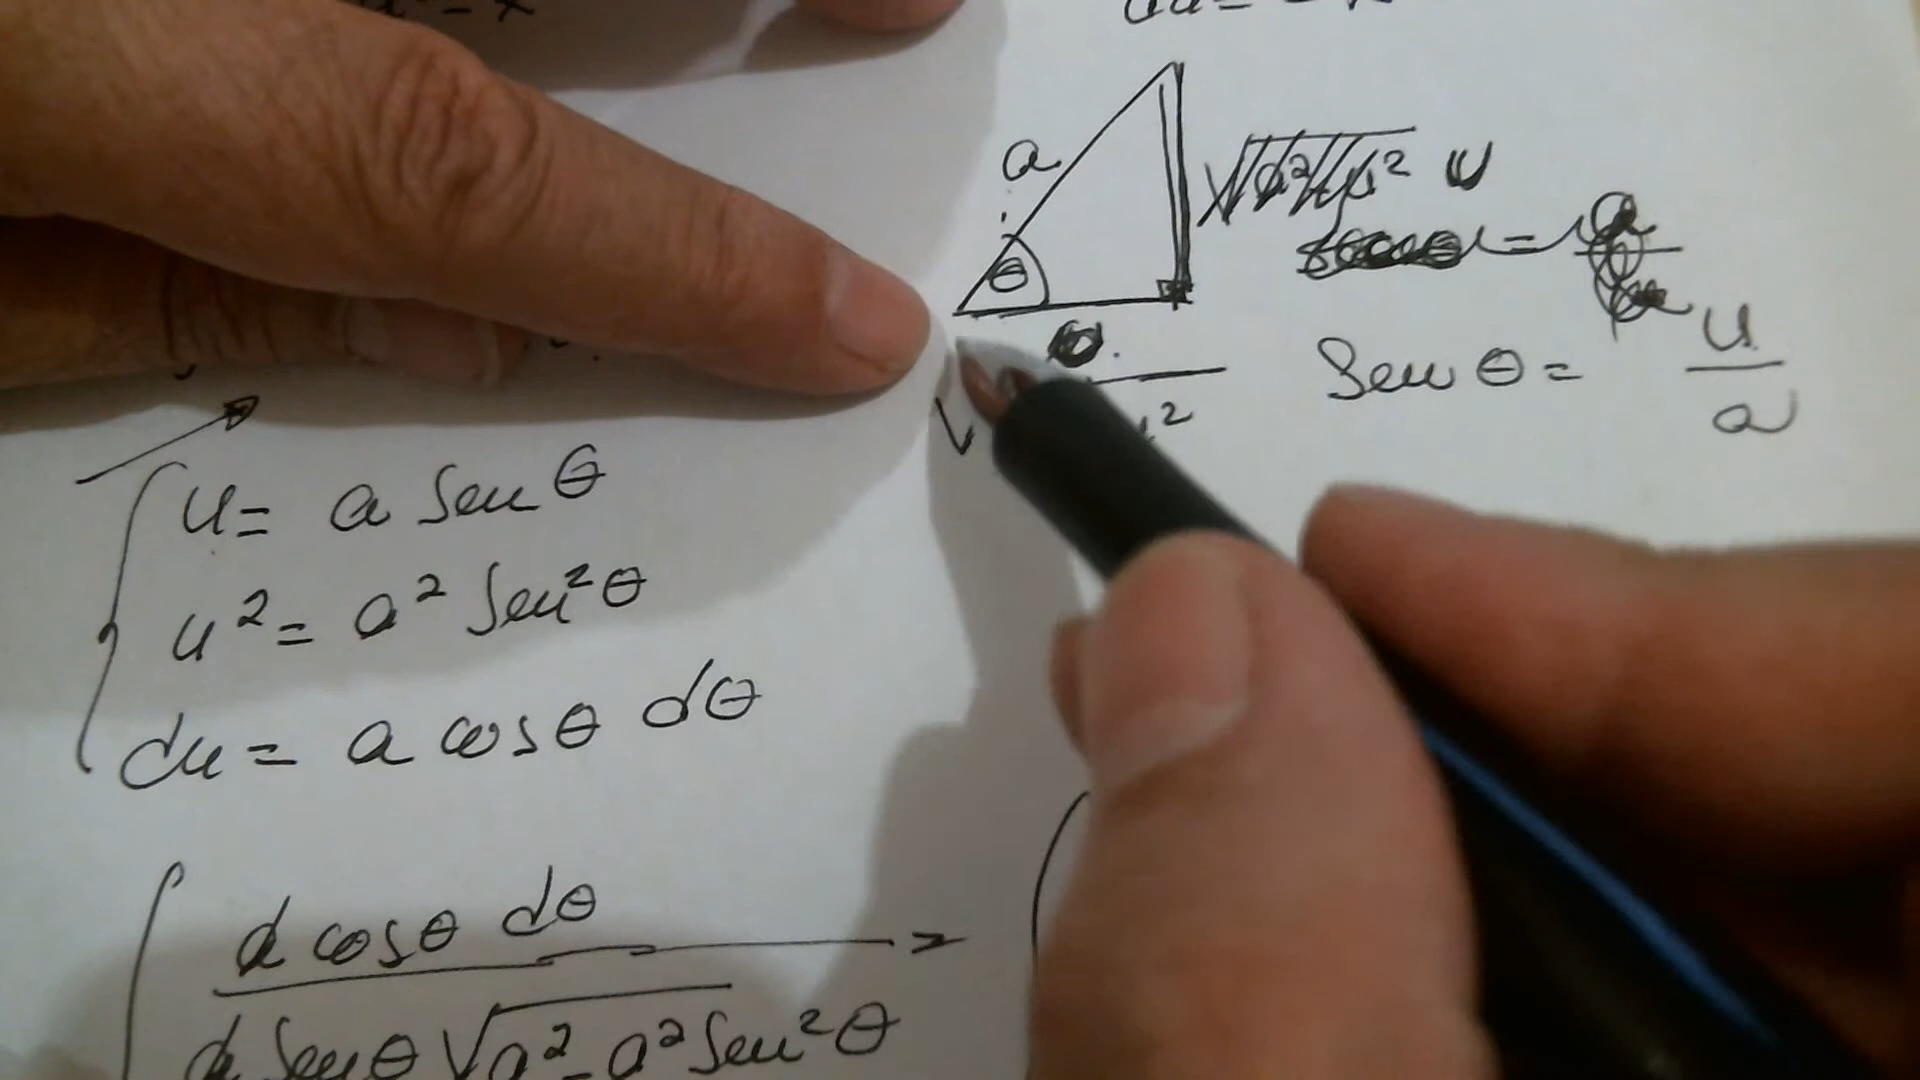 a
u
θ
sen θ = u/a
u = a sen θ
u² = a² sen² θ
du = a cos θ dθ
∫ a cos θ dθ =
a sen θ √a² - a² sen² θ